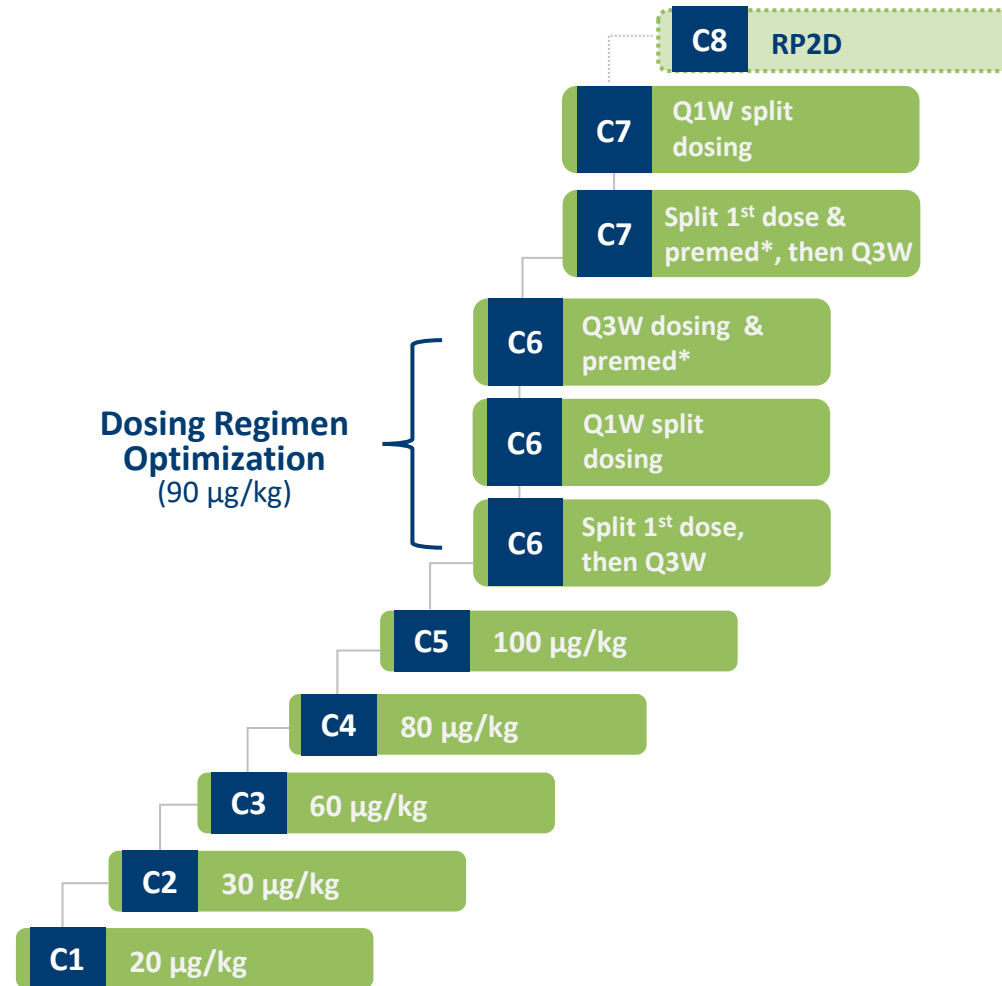 C8 RP2D
C7 Q1W split
dosing
C7 Split 1st dose &
premed*, then Q3W
C6 Q3W dosing &
premed*
Dosing Regimen
Optimization
(90 µg/kg)
C6 Q1W split
dosing
C6 Split 1st dose,
then Q3W
C5 100 µg/kg
C4 80 µg/kg
C3 60 µg/kg
C2 30 µg/kg
C1 20 µg/kg